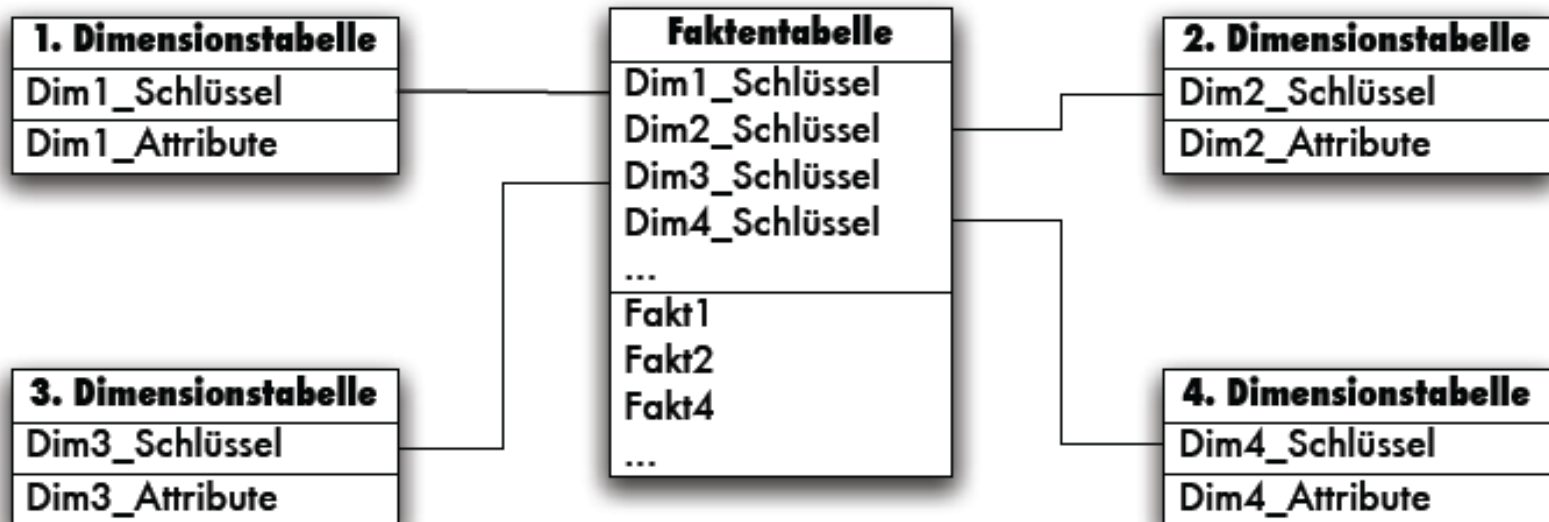 1. Dimensionstabelle
Dim1_Schlüssel
Dim1_Attribute
Faktentabelle
Dim1_Schlüssel
Dim2_Schlüssel
Dim3_Schlüssel
Dim4_Schlüssel
...
Fakt1
Fakt2
Fakt4
...
2. Dimensionstabelle
Dim2_Schlüssel
Dim2_Attribute
3. Dimensionstabelle
Dim3_Schlüssel
Dim3_Attribute
4. Dimensionstabelle
Dim4_Schlüssel
Dim4_Attribute